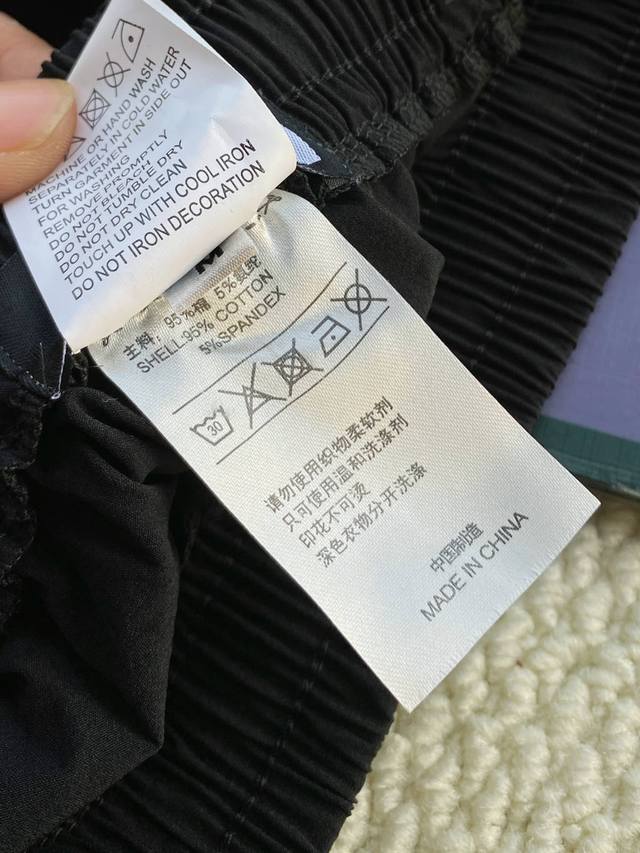 MACHINE OR HAND WASH
SEPARATELY IN COLD WATER
TURN GARMENT IN SIDE OUT
FOR WASHING
REMOVE PROMPTLY
DO NOT BLEACH
DO NOT TUMBLE DRY
DO NOT DRY CLEAN
TOUCH UP WITH COOL IRON
DO NOT IRON DECORATION
M
主料：95%棉 5%氨纶
SHELL:95% COTTON
5%SPANDEX
30
请勿使用织物柔软剂
只可使用温和洗涤剂
印花不可烫
深色衣物分开洗涤
中国制造
MADE IN CHINA